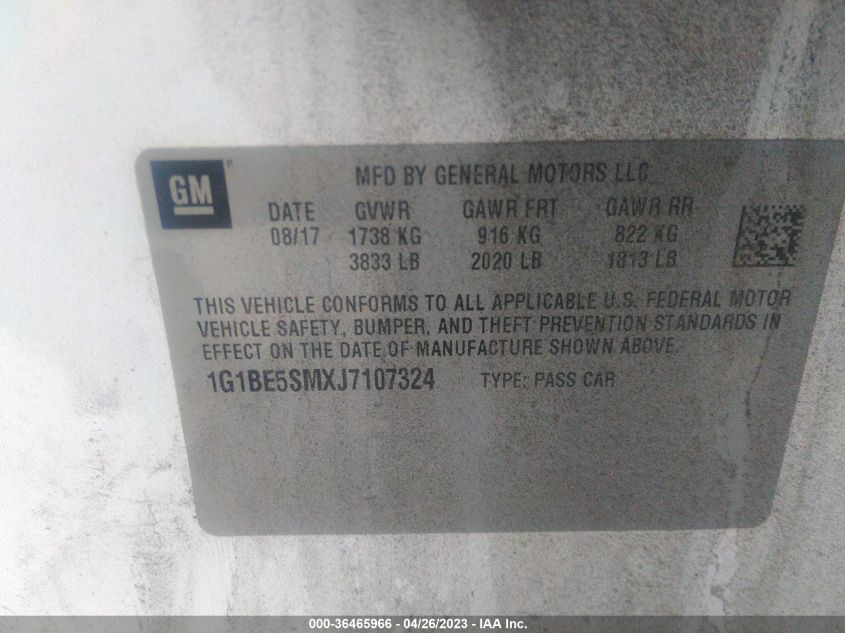 GM®
MFD BY GENERAL MOTORS LLC
DATE GVWR GAWR FRT GAWR RR
08/17 1738 KG 916 KG 822 KG
3833 LB 2020 LB 1813 LB
THIS VEHICLE CONFORMS TO ALL APPLICABLE U.S. FEDERAL MOTOR
VEHICLE SAFETY, BUMPER, AND THEFT PREVENTION STANDARDS IN
EFFECT ON THE DATE OF MANUFACTURE SHOWN ABOVE.
1G1BE5SMXJ7107324 TYPE: PASS CAR
000-36465966 - 04/26/2023 - IAA Inc.